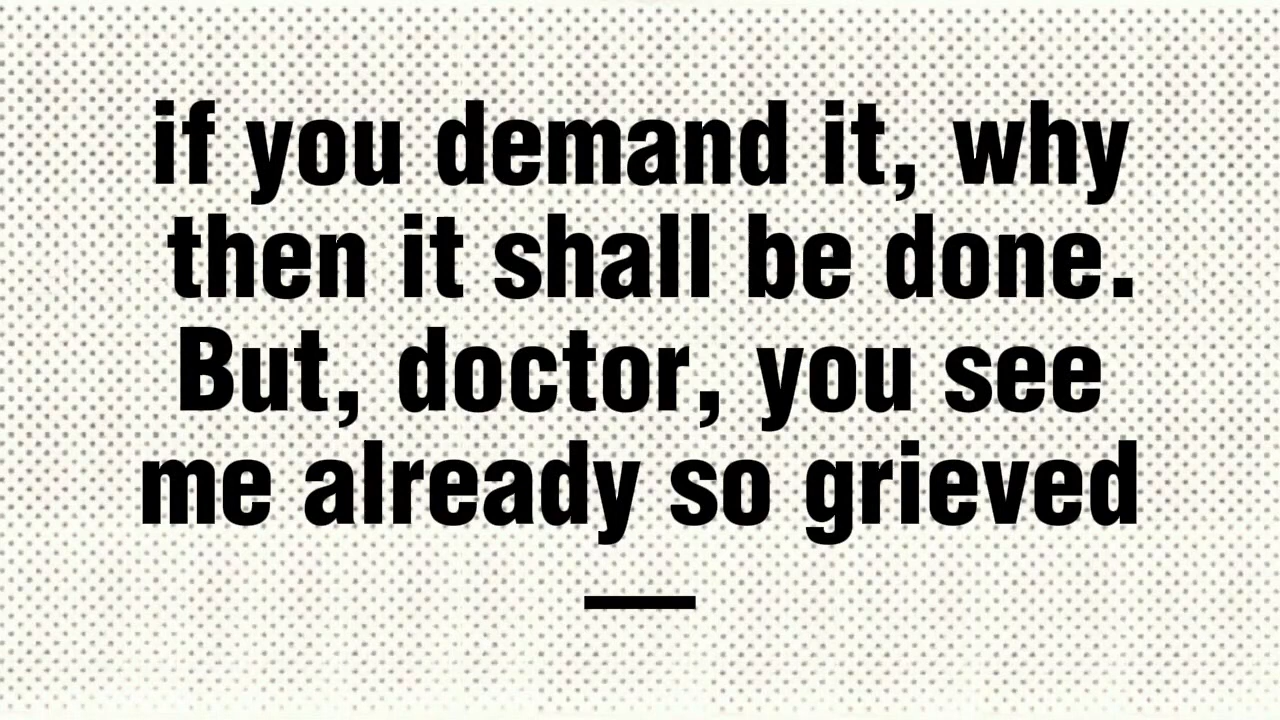 if you demand it, why
then it shall be done.
But, doctor, you see
me already so grieved
—